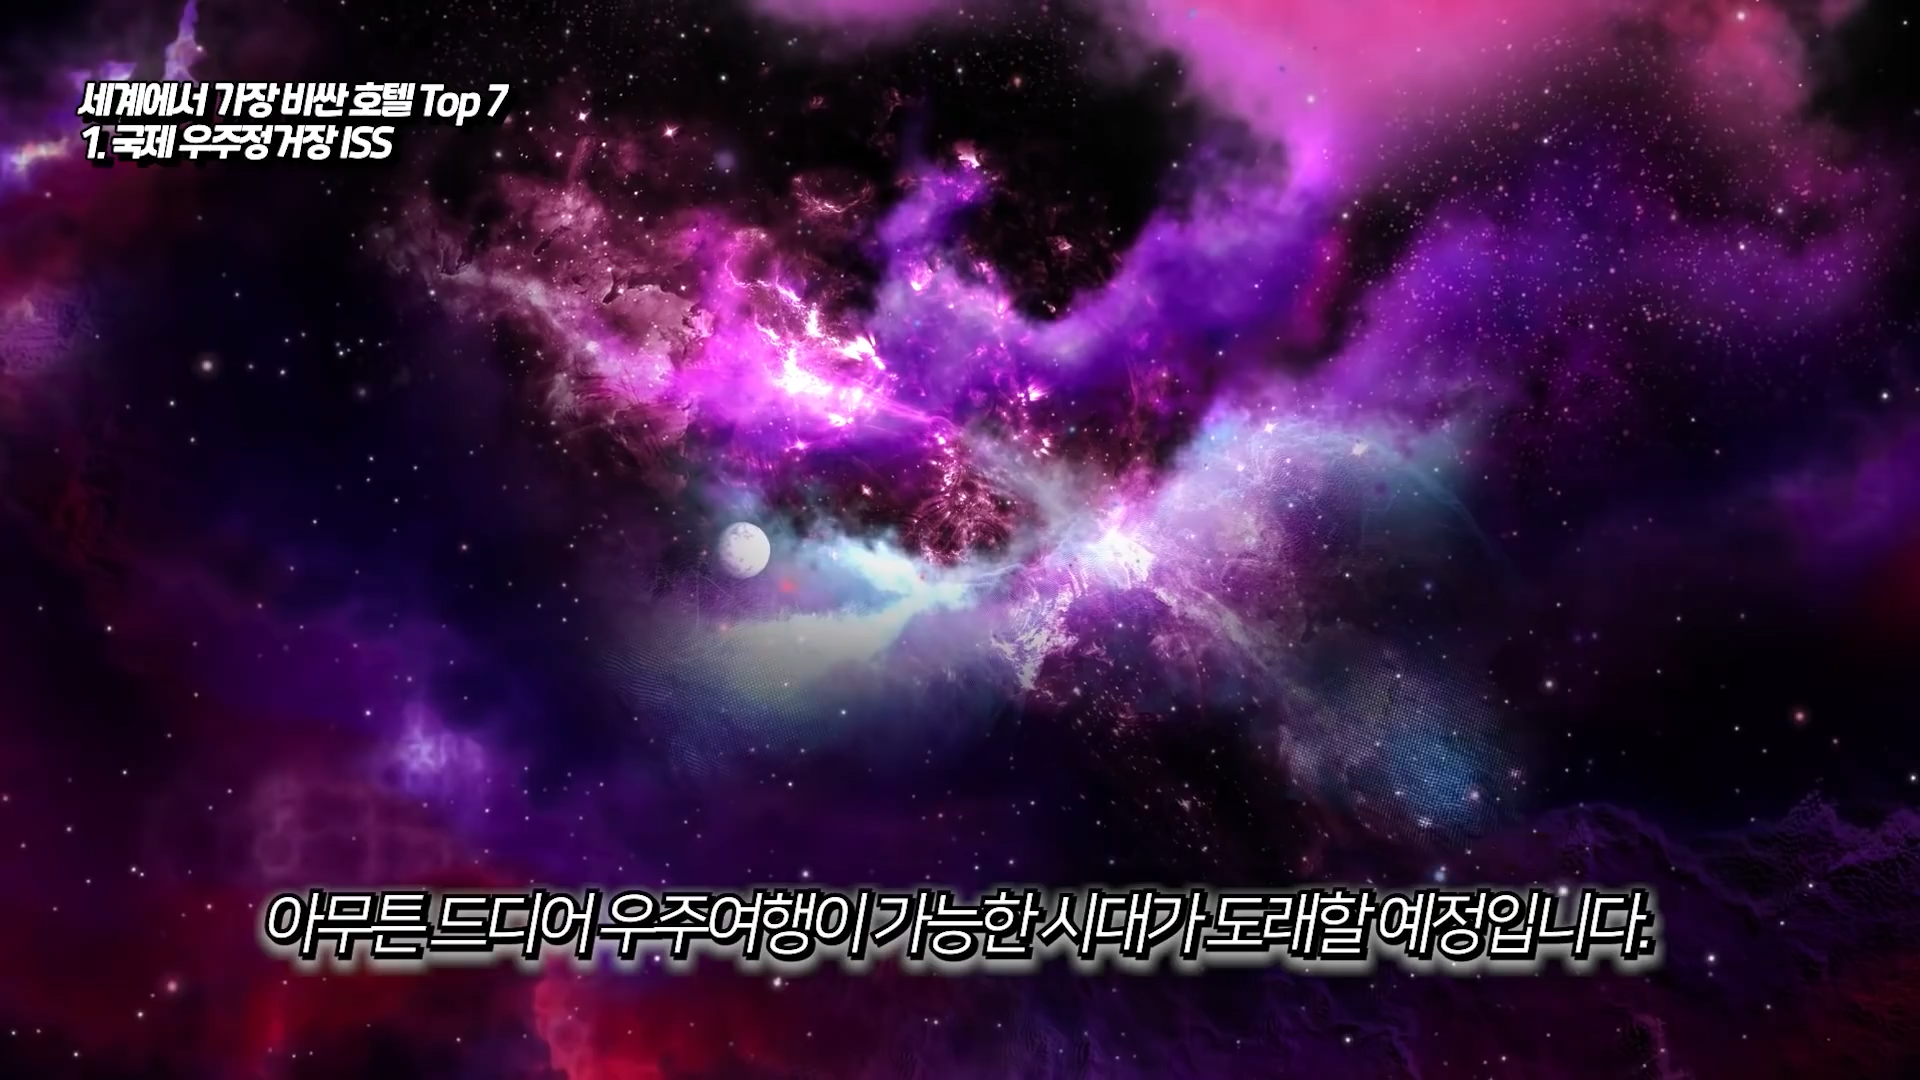 세계에서 가장 비싼 호텔 Top 7
1. 국제 우주정거장 ISS
아무튼 드디어 우주여행이 가능한 시대가 도래할 예정입니다.